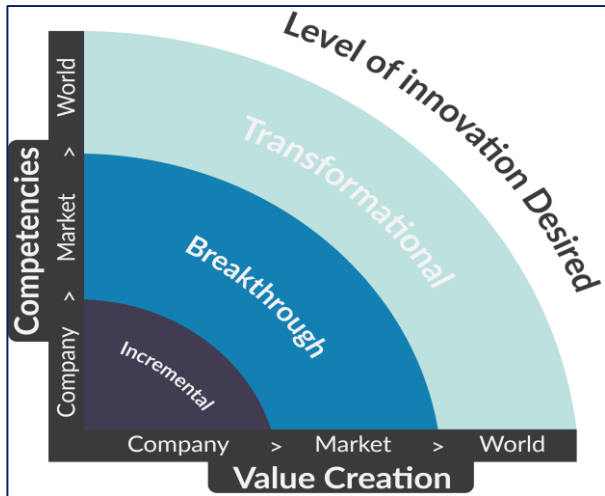 Level of innovation Desired
Transformational
Breakthrough
Incremental
Competencies
Company > Market > World
Company > Market > World
Value Creation